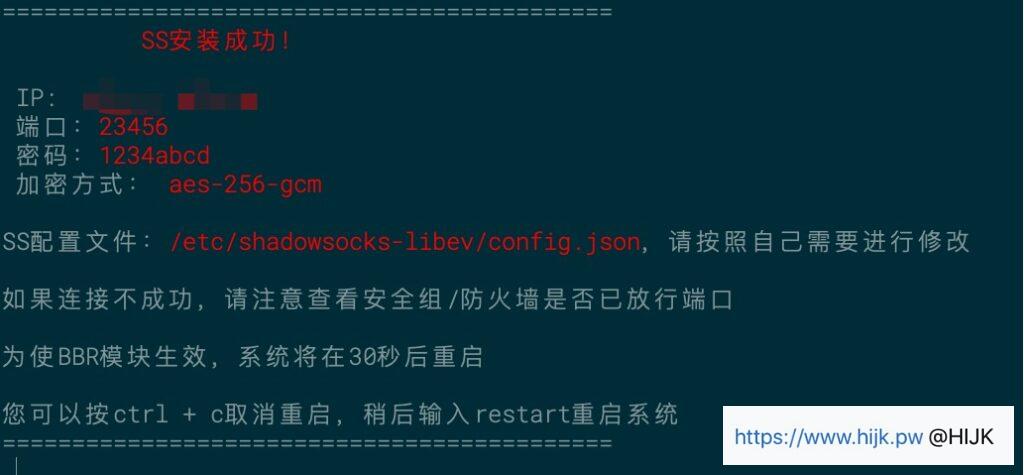 =============================================
SS安装成功！
IP:
端口：23456
密码：1234abcd
加密方式： aes-256-gcm
SS配置文件：/etc/shadowsocks-libev/config.json，请按照自己需要进行修改
如果连接不成功，请注意查看安全组/防火墙是否已放行端口
为使BBR模块生效，系统将在30秒后重启
您可以按ctrl + c取消重启，稍后输入restart重启系统
=============================================
https://www.hijk.pw @HIJK